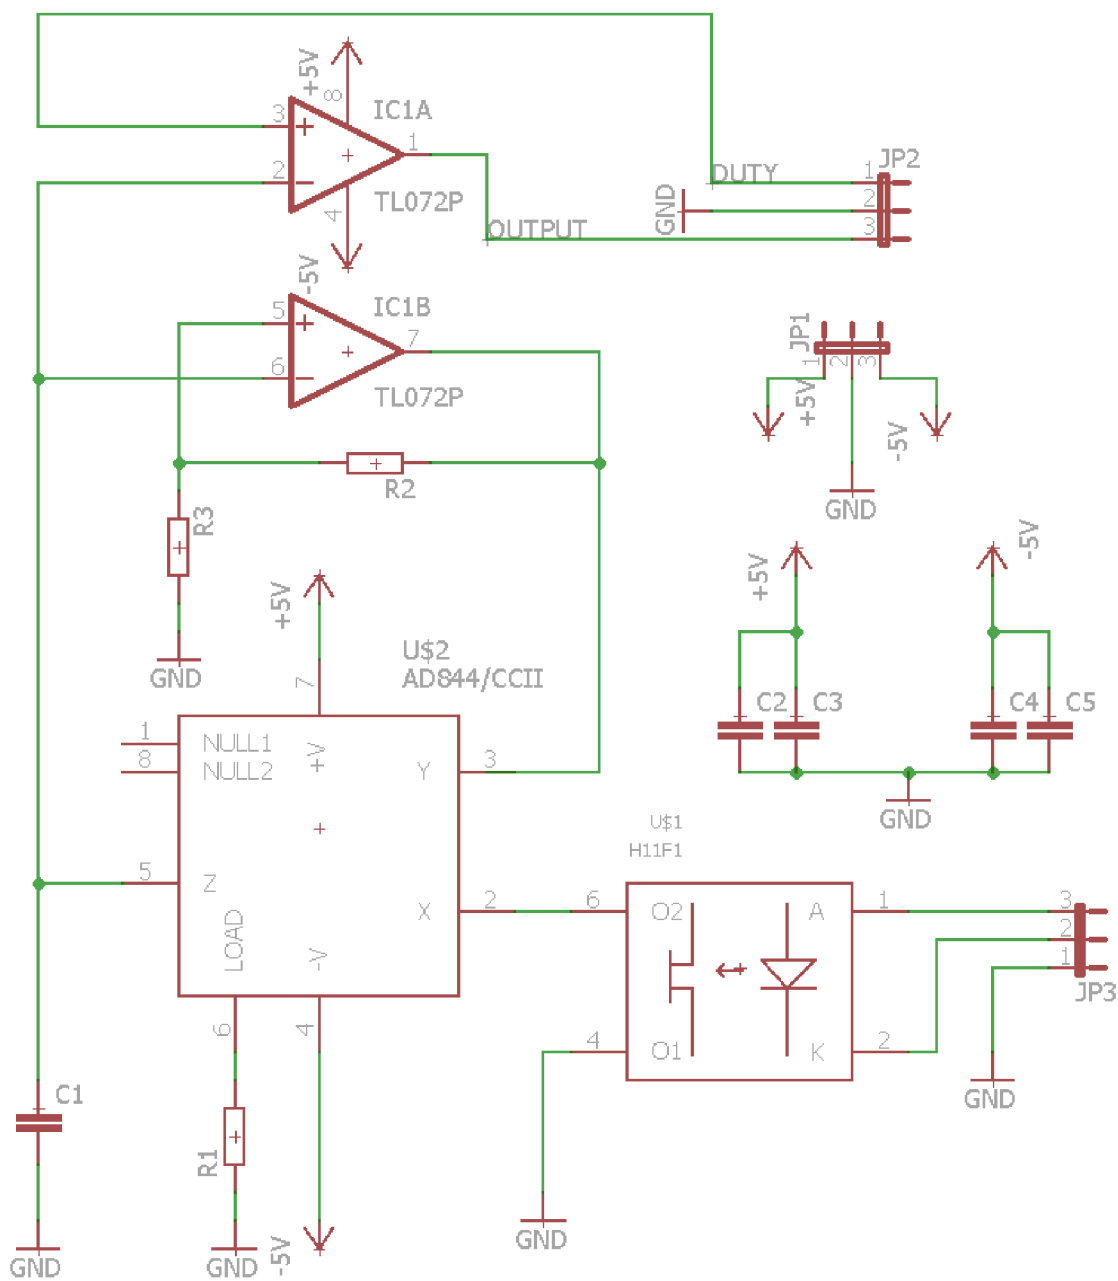 +5V
8
3
IC1A
1
2
4
TL072P
-5V
JP2
DUTY
1
GND
2
OUTPUT
3
5
IC1B
7
6
TL072P
JP1
1
2
3
+5V
-5V
GND
R2
R3
GND
+5V
-5V
C2
C3
C4
C5
GND
+5V
U$2
AD844/CCII
7
1
NULL1
8
NULL2
+V
Y
3
5
Z
X
2
LOAD
-V
6
4
U$1
H11F1
6
O2
A
1
4
O1
K
2
3
2
1
JP3
GND
C1
R1
GND
GND
-5V
GND